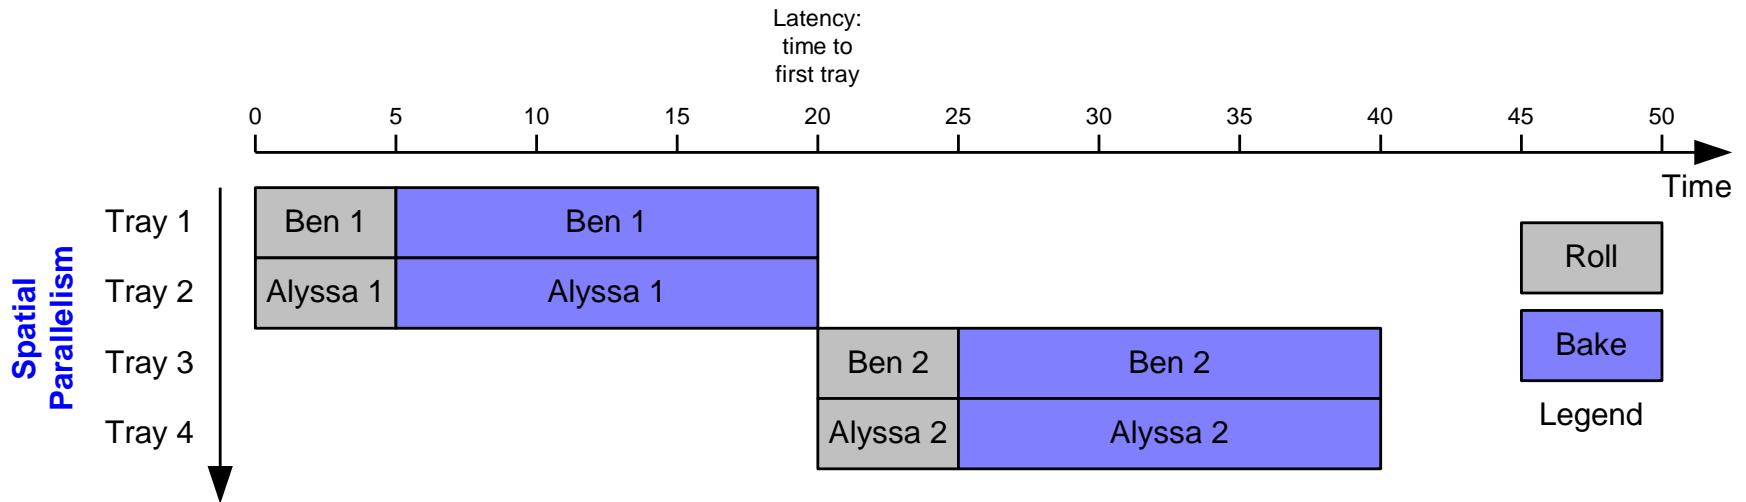 Latency:
time to
first tray
0 5 10 15 20 25 30 35 40 45 50
Time
Spatial
Parallelism
Tray 1 Ben 1 Ben 1
Tray 2 Alyssa 1 Alyssa 1
Tray 3 Ben 2 Ben 2
Tray 4 Alyssa 2 Alyssa 2
Roll
Bake
Legend